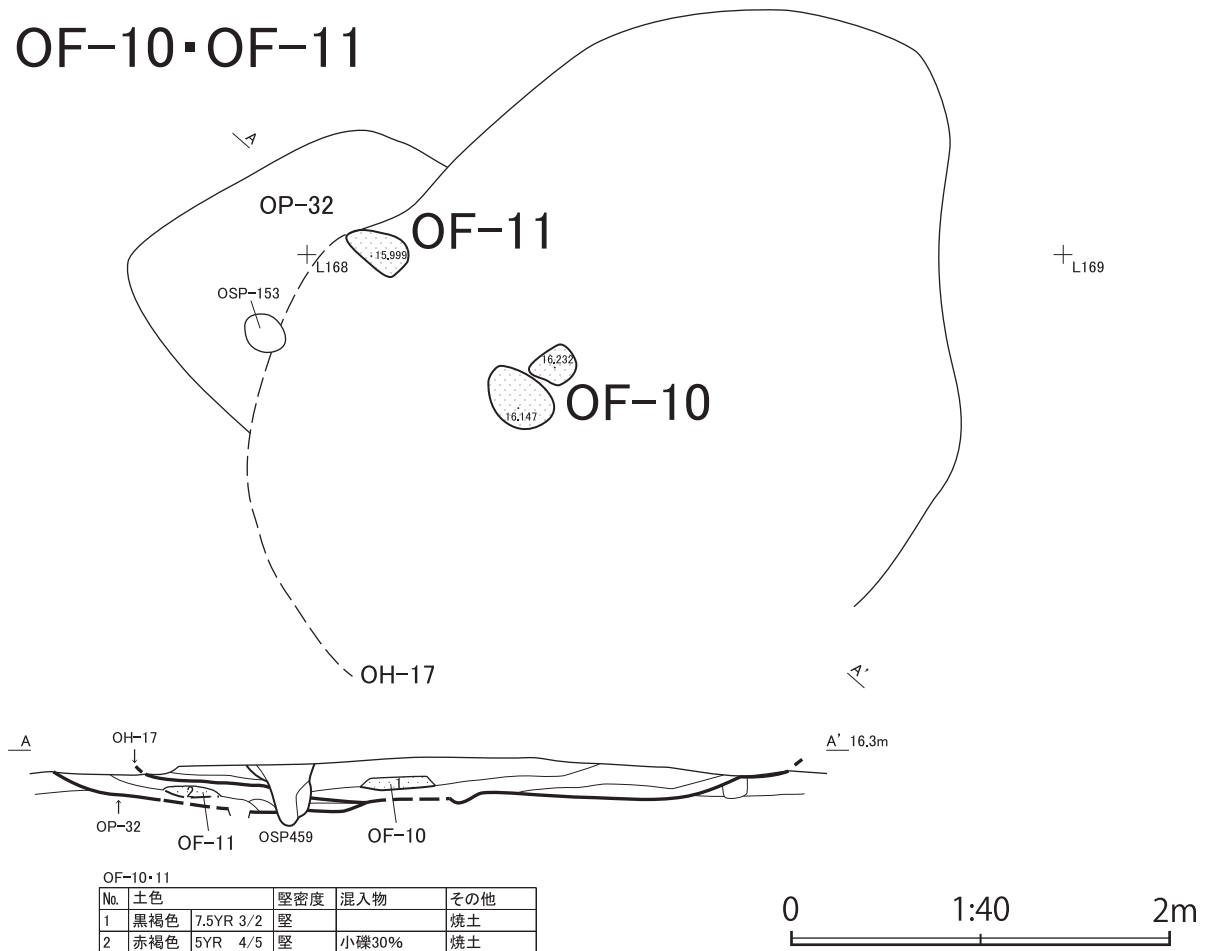 OF-10・OF-11
A
OP-32
OF-11
15.999
L168
L169
OSP-153
16.232
OF-10
16.147
OH-17
A'
A
OH-17
A' 16.3m
1
2
OP-32
OF-11
OSP459
OF-10
OF-10・11
No. 土色 堅密度 混入物 その他
1 黒褐色 7.5YR 3/2 堅 焼土
2 赤褐色 5YR 4/5 堅 小礫30% 焼土
0 1:40 2m